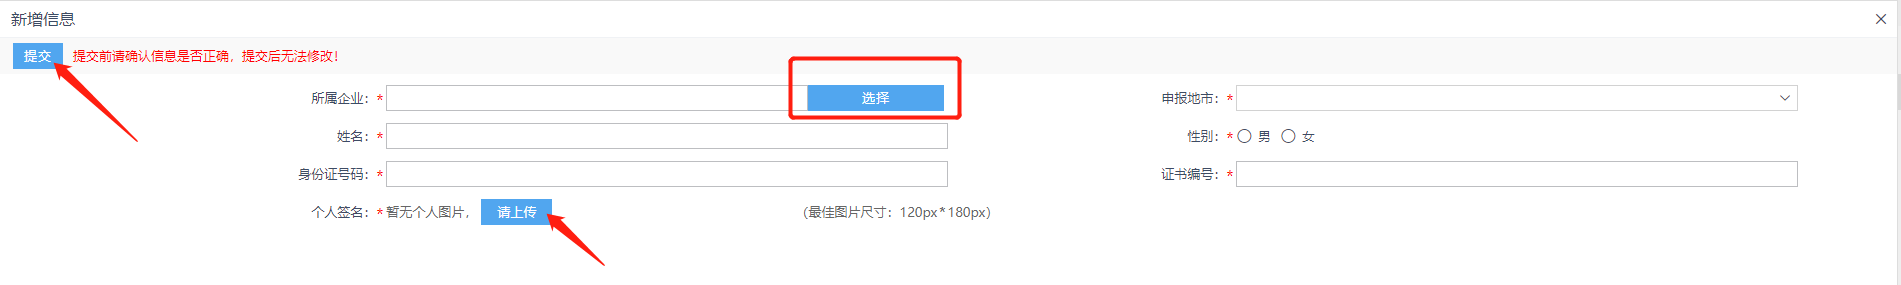 新增信息
提交 提交前请确认信息是否正确，提交后无法修改！
所属企业：* 选择 申报地市：*
姓名：* 性别：* 男 女
身份证号码：* 证书编号：*
个人签名：* 暂无个人图片， 请上传 （最佳图片尺寸：120px*180px）